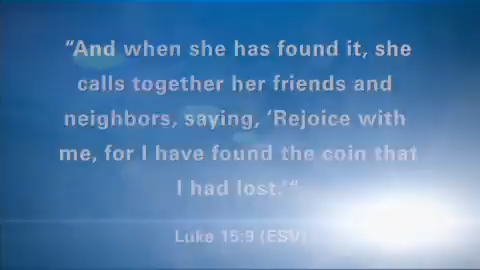 “And when she has found it, she
calls together her friends and
neighbors, saying, ‘Rejoice with
me, for I have found the coin that
I had lost.’“
Luke 15:9 (ESV)